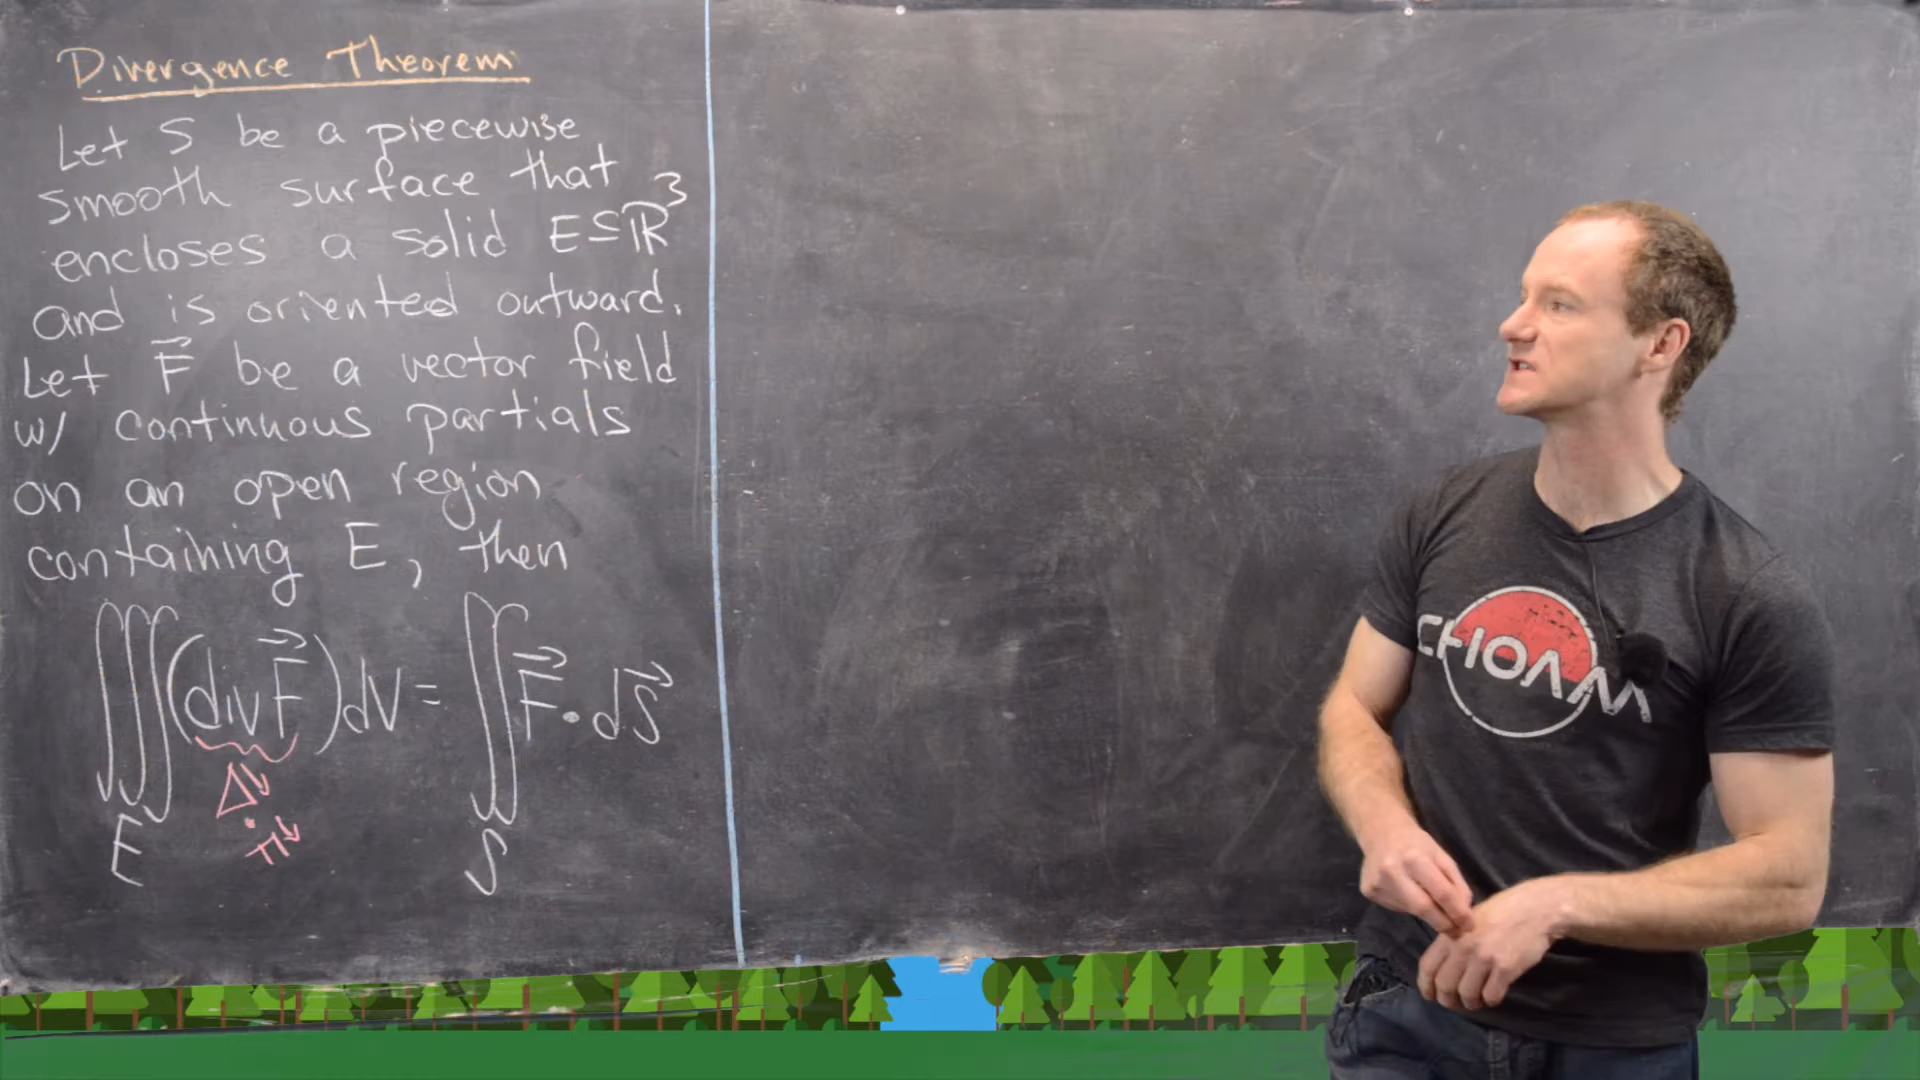 Divergence Theorem
Let S be a piecewise
smooth surface that
encloses a solid E⊆ℝ³
and is oriented outward.
Let F⃗ be a vector field
w/ continuous partials
on an open region
containing E, then
∭(div F⃗)dV = ∬F⃗·dS⃗
E S
∇⃗
·
F⃗
CHOAM